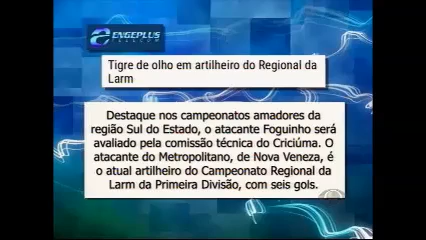 ENGEPLUS
TELECOM
Tigre de olho em artilheiro do Regional da
Larm
Destaque nos campeonatos amadores da
região Sul do Estado, o atacante Foguinho será
avaliado pela comissão técnica do Criciúma. O
atacante do Metropolitano, de Nova Veneza, é
o atual artilheiro do Campeonato Regional da
Larm da Primeira Divisão, com seis gols.